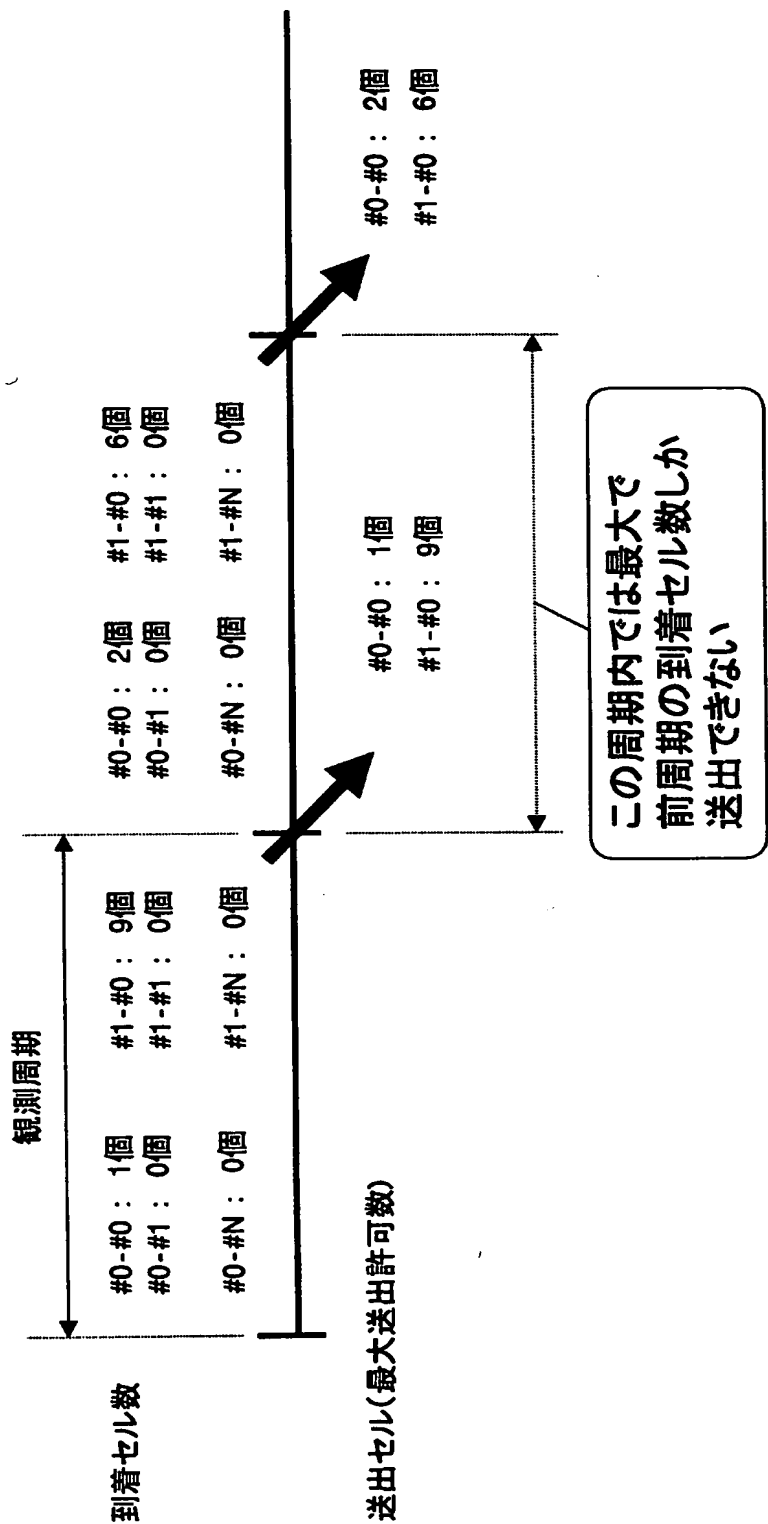 観測周期
到着セル数
#0-#0 : 1個
#0-#1 : 0個
#0-#N : 0個
#1-#0 : 9個
#1-#1 : 0個
#1-#N : 0個
#0-#0 : 2個
#0-#1 : 0個
#0-#N : 0個
#1-#0 : 6個
#1-#1 : 0個
#1-#N : 0個
送出セル(最大送出許可数)
#0-#0 : 1個
#1-#0 : 9個
#0-#0 : 2個
#1-#0 : 6個
この周期内では最大で
前周期の到着セル数しか
送出できない